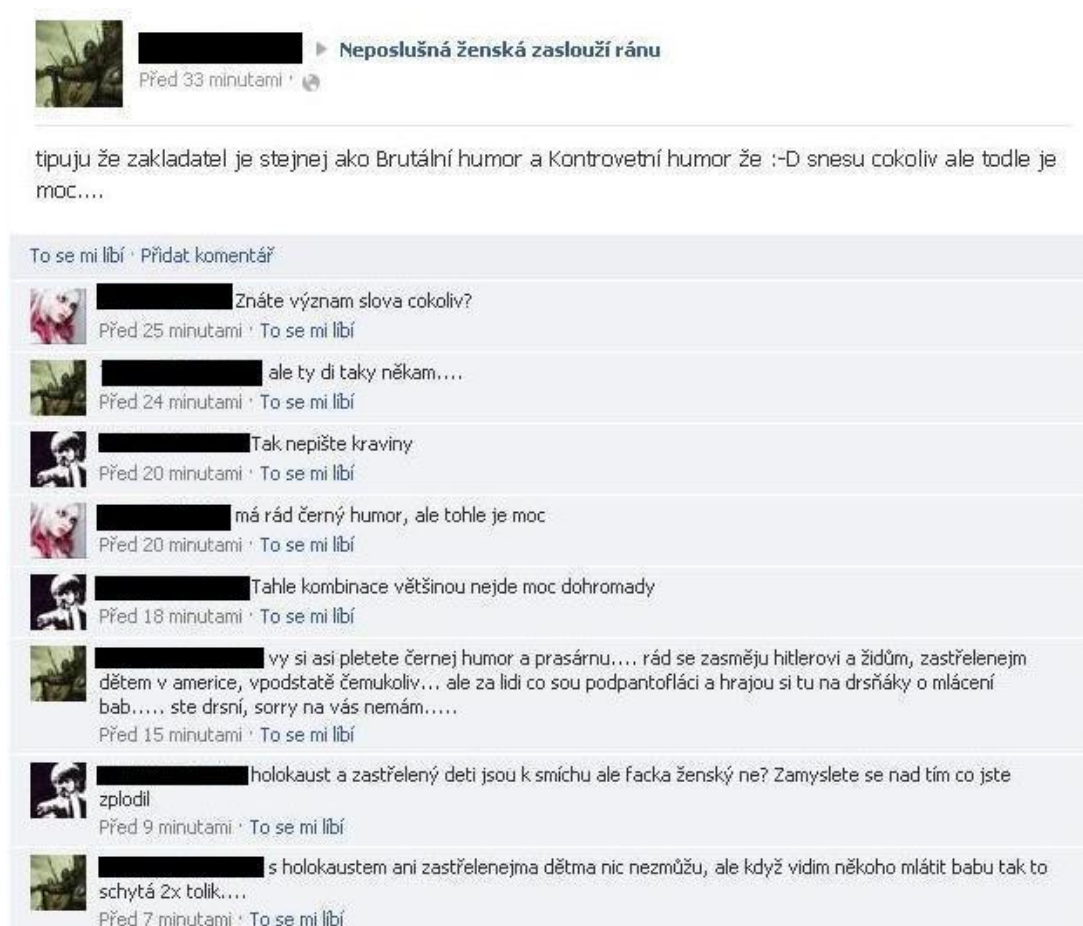 Neposlušná ženská zaslouží ránu
Před 33 minutami ·
tipuju že zakladatel je stejnej ako Brutální humor a Kontrovetní humor že :-D snesu cokoliv ale todle je
moc....
To se mi líbí · Přidat komentář
Znáte význam slova cokoliv?
Před 25 minutami · To se mi líbí
ale ty di taky někam....
Před 24 minutami · To se mi líbí
Tak nepište kraviny
Před 20 minutami · To se mi líbí
má rád černý humor, ale tohle je moc
Před 20 minutami · To se mi líbí
Tahle kombinace většinou nejde moc dohromady
Před 18 minutami · To se mi líbí
vy si asi pletete černej humor a prasárnu.... rád se zasměju hitlerovi a židům, zastřelenejm
dětem v americe, vpodstatě čemukoliv... ale za lidi co sou podpantofláci a hrajou si tu na drsňáky o mlácení
bab..... ste drsní, sorry na vás nemám.....
Před 15 minutami · To se mi líbí
holokaust a zastřelený deti jsou k smíchu ale facka ženský ne? Zamyslete se nad tím co jste
zplodil
Před 9 minutami · To se mi líbí
s holokaustem ani zastřelenejma dětma nic nezmůžu, ale když vidim někoho mlátit babu tak to
schytá 2x tolik....
Před 7 minutami · To se mi líbí